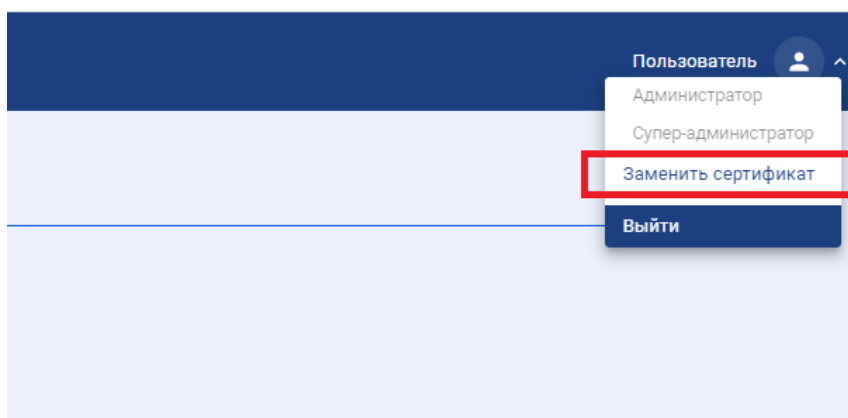 Пользователь
Администратор
Супер-администратор
Заменить сертификат
Выйти